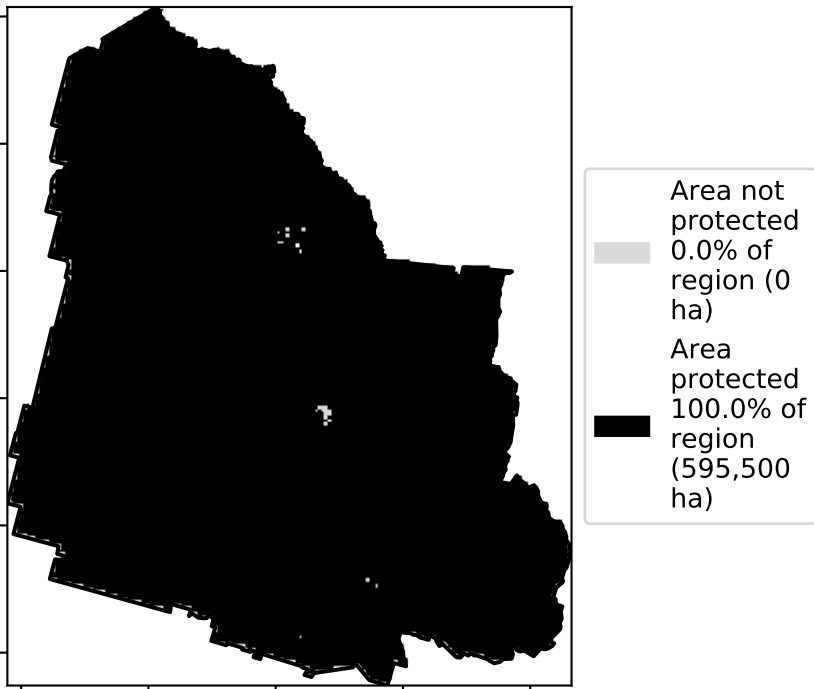 Area not
protected
0.0% of
region (0
ha)
Area
protected
100.0% of
region
(595,500
ha)